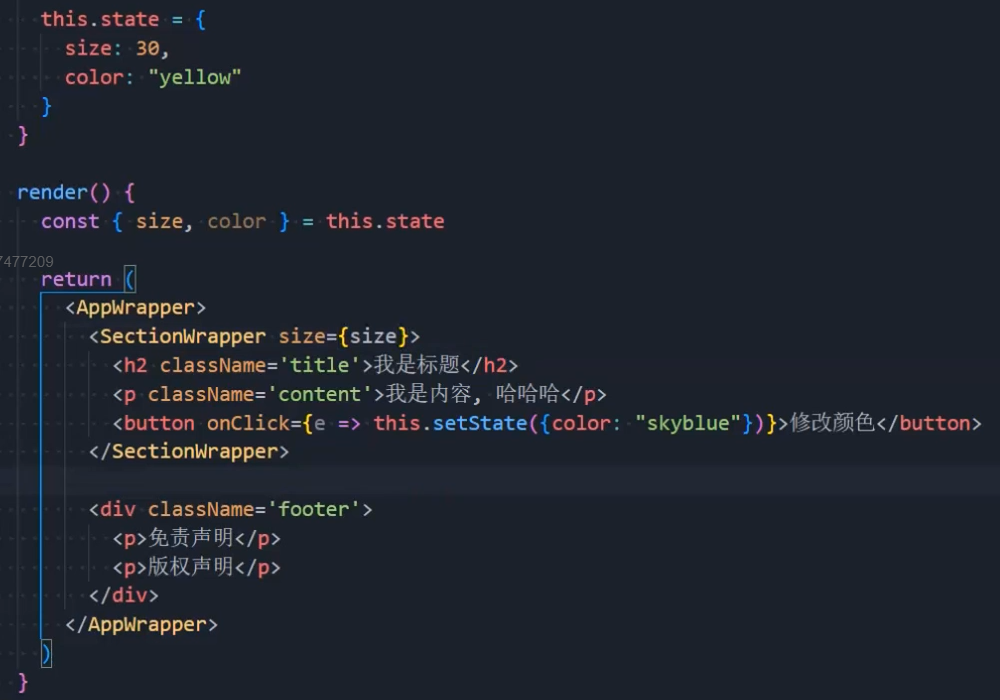 this.state = {
size: 30,
color: "yellow"
}
}
render() {
const { size, color } = this.state
7477209
return (
<AppWrapper>
<SectionWrapper size={size}>
<h2 className='title'>我是标题</h2>
<p className='content'>我是内容, 哈哈哈</p>
<button onClick={e => this.setState({color: "skyblue"})}>修改颜色</button>
</SectionWrapper>
<div className='footer'>
<p>免责声明</p>
<p>版权声明</p>
</div>
</AppWrapper>
)
}